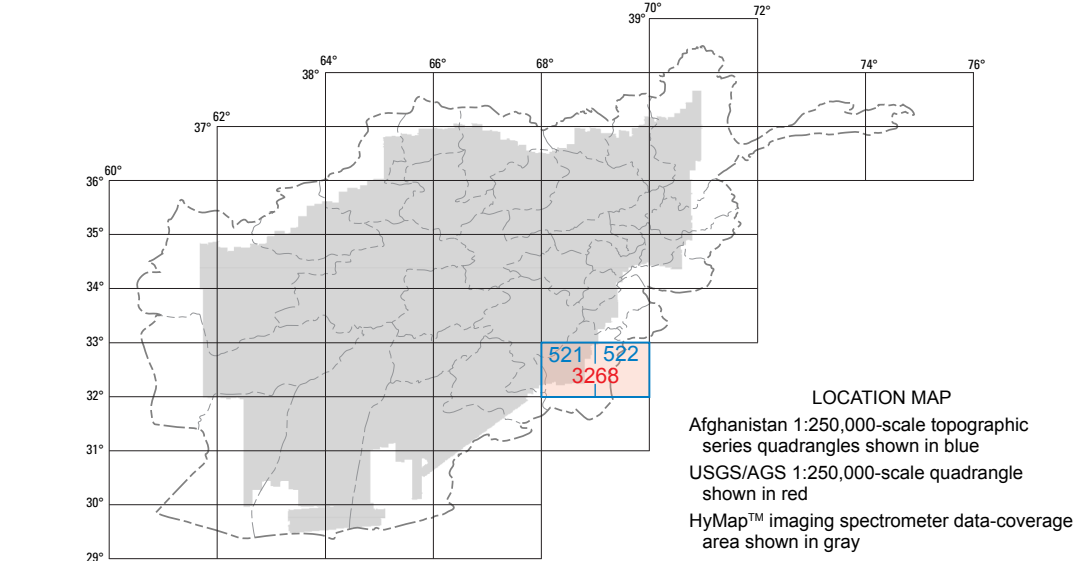 70° 72°
39°
64° 66° 68° 74° 76°
38°
62°
37°
60°
36°
35°
34°
33°
521 522
3268
32°
31°
30°
29°
LOCATION MAP
Afghanistan 1:250,000-scale topographic
series quadrangles shown in blue
USGS/AGS 1:250,000-scale quadrangle
shown in red
HyMap™ imaging spectrometer data-coverage
area shown in gray